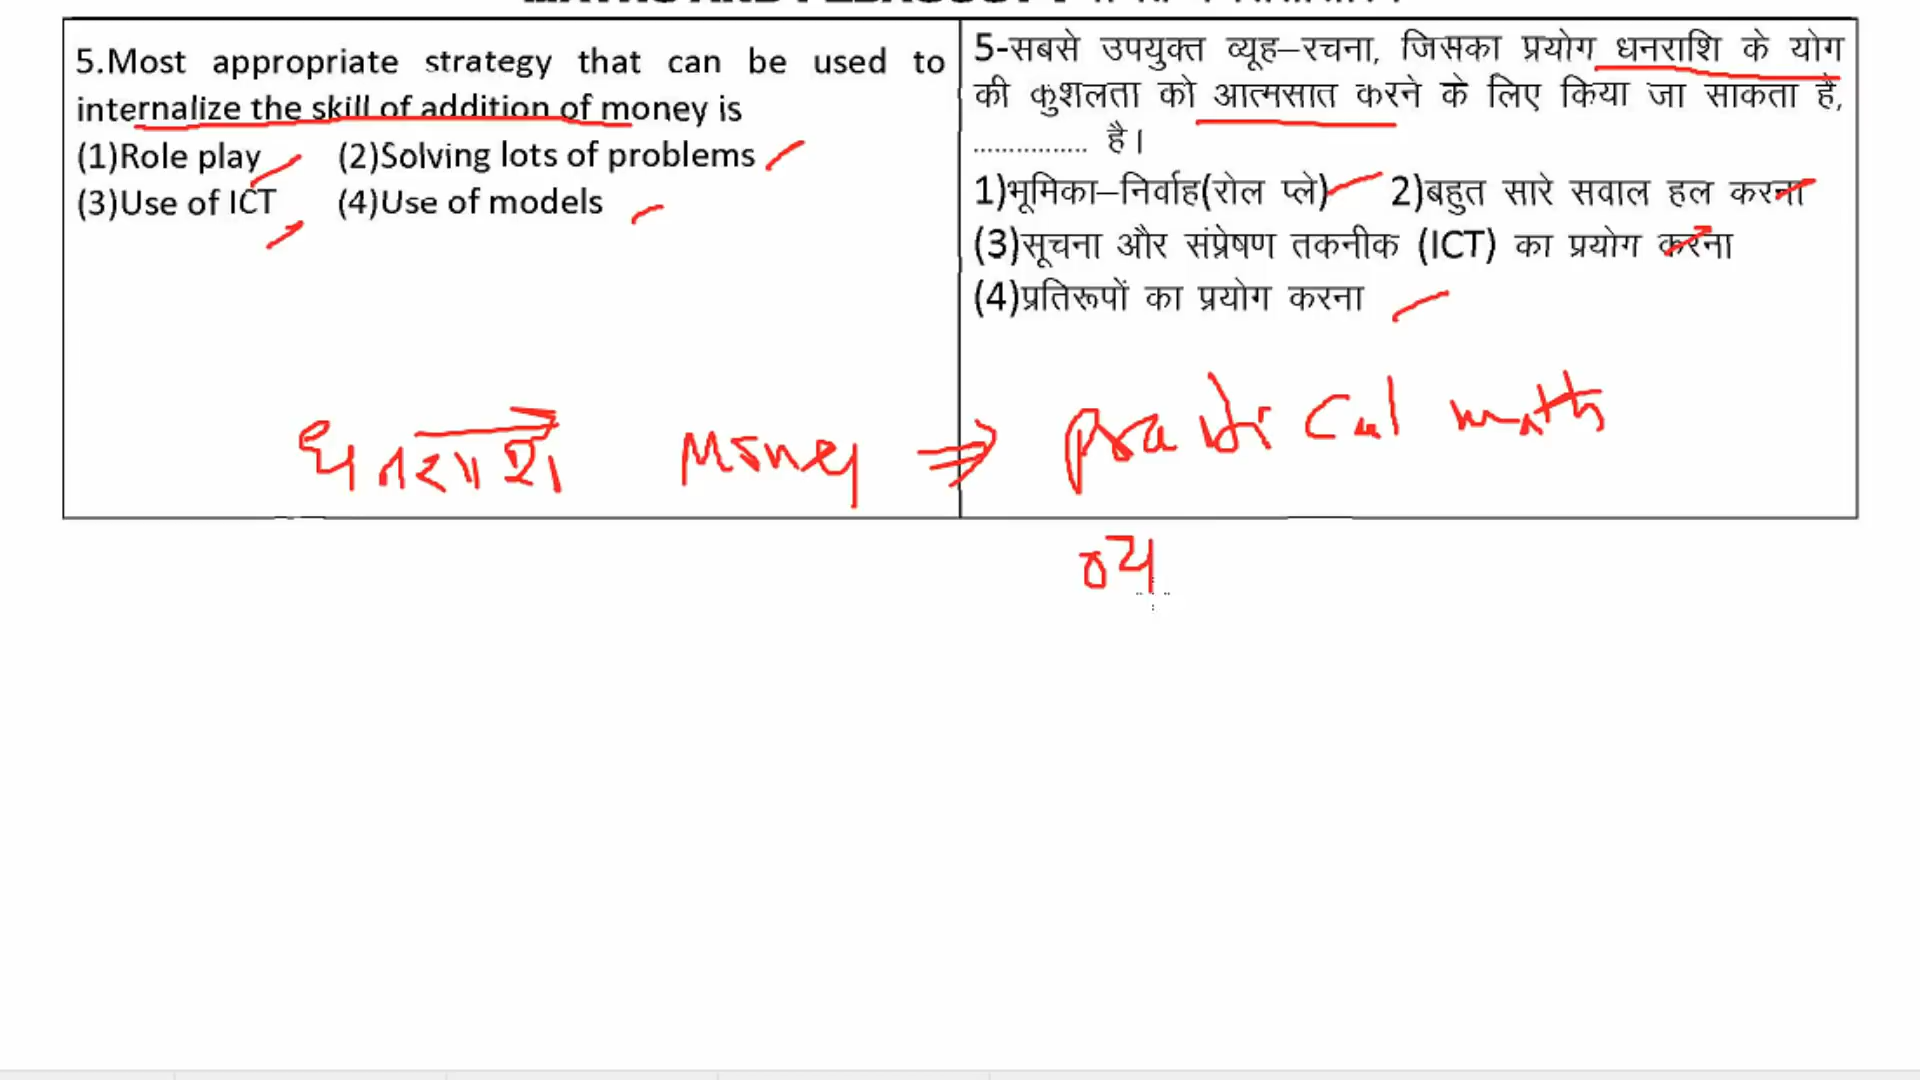 5.Most appropriate strategy that can be used to
internalize the skill of addition of money is
(1)Role play (2)Solving lots of problems
(3)Use of ICT (4)Use of models
5-सबसे उपयुक्त व्यूह–रचना, जिसका प्रयोग धनराशि के योग
की कुशलता को आत्मसात करने के लिए किया जा साकता है,
................ है।
1)भूमिका–निर्वाह(रोल प्ले) 2)बहुत सारे सवाल हल करना
(3)सूचना और संप्रेषण तकनीक (ICT) का प्रयोग करना
(4)प्रतिरूपों का प्रयोग करना
धनराशी Money ⇒ Practical math